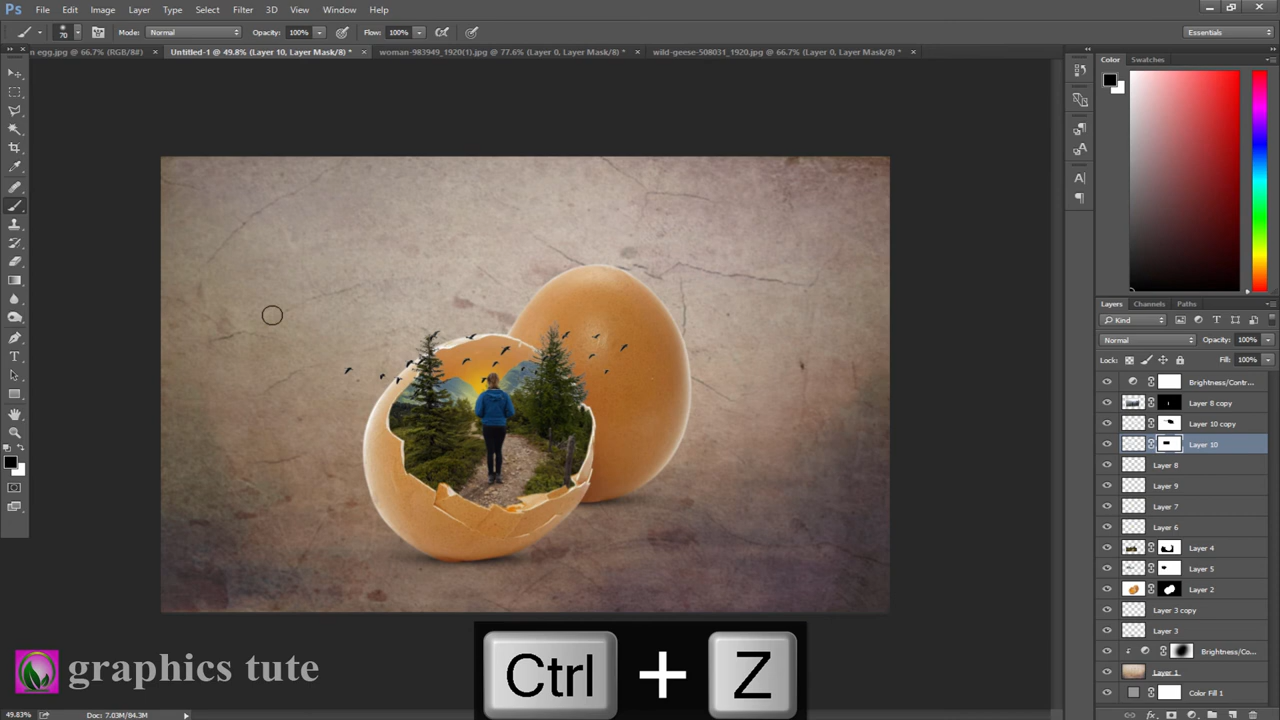 Ps File Edit Image Layer Type Select Filter 3D View Window Help
70 Mode: Normal Opacity: 100% Flow: 100% Essentials
n egg.jpg @ 66.7% (RGB/8#) × Untitled-1 @ 49.8% (Layer 10, Layer Mask/8) * × woman-983949_1920(1).jpg @ 77.6% (Layer 0, Layer Mask/8) * × wild-geese-508031_1920.jpg @ 66.7% (Layer 0, Layer Mask/8) * ×
Color Swatches
Layers Channels Paths
Kind
Normal Opacity: 100%
Lock: Fill: 100%
Brightness/Contr...
Layer 8 copy
Layer 10 copy
Layer 10
Layer 8
Layer 9
Layer 7
Layer 6
Layer 4
Layer 5
Layer 2
Layer 3 copy
Layer 3
Brightness/Co...
Layer 1
Color Fill 1
graphics tute
Ctrl + Z
49.83% Doc: 7.03M/84.3M